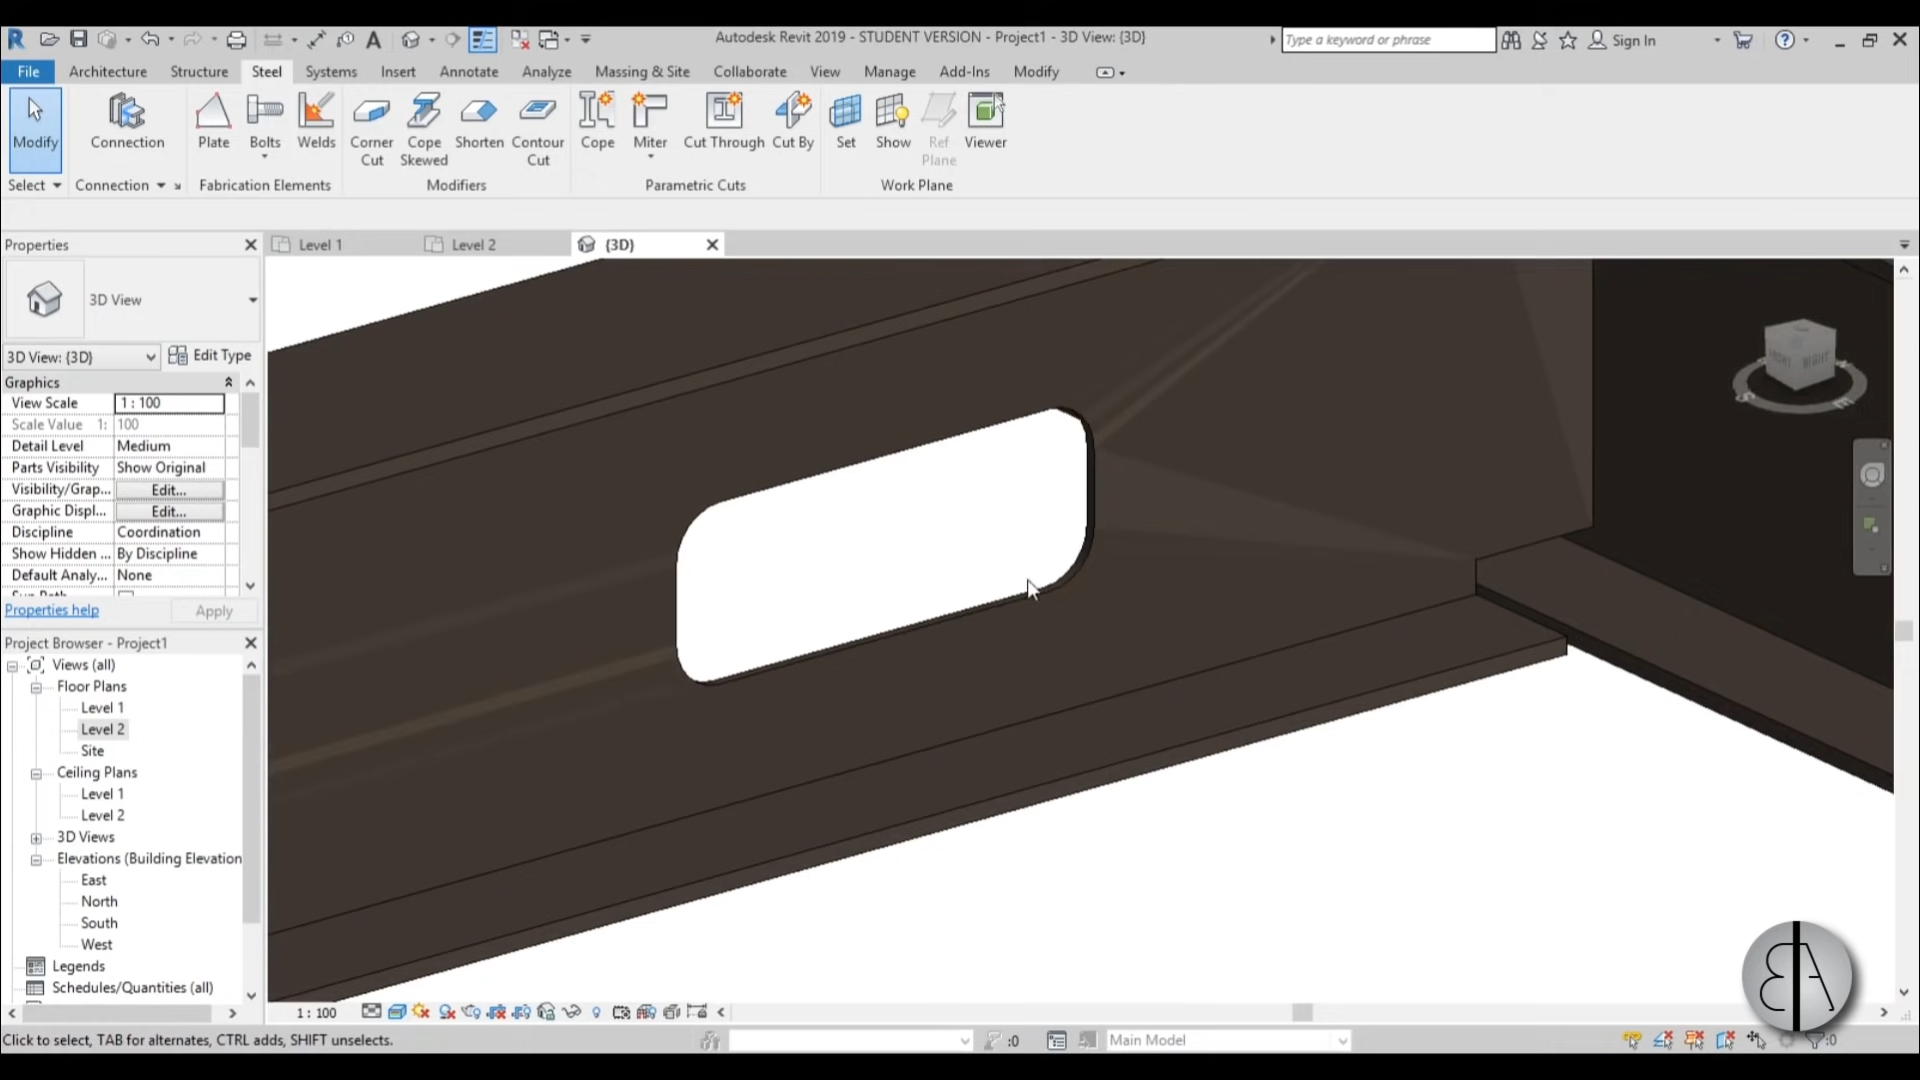 Autodesk Revit 2019 - STUDENT VERSION - Project1 - 3D View: {3D}
Type a keyword or phrase
Sign In
File Architecture Structure Steel Systems Insert Annotate Analyze Massing & Site Collaborate View Manage Add-Ins Modify
Modify Connection Plate Bolts Welds Corner Cut Cope Skewed Shorten Contour Cut Cope Miter Cut Through Cut By Set Show Ref Plane Viewer
Select Connection Fabrication Elements Modifiers Parametric Cuts Work Plane
Properties
Level 1
Level 2
{3D}
3D View
3D View: {3D}
Edit Type
Graphics
View Scale 1 : 100
Scale Value 1: 100
Detail Level Medium
Parts Visibility Show Original
Visibility/Grap... Edit...
Graphic Displ... Edit...
Discipline Coordination
Show Hidden ... By Discipline
Default Analy... None
Properties help
Apply
FRONT RIGHT
S E
Project Browser - Project1
Views (all)
Floor Plans
Level 1
Level 2
Site
Ceiling Plans
Level 1
Level 2
3D Views
Elevations (Building Elevation
East
North
South
West
Legends
Schedules/Quantities (all)
1 : 100
Click to select, TAB for alternates, CTRL adds, SHIFT unselects.
:0
Main Model
:0